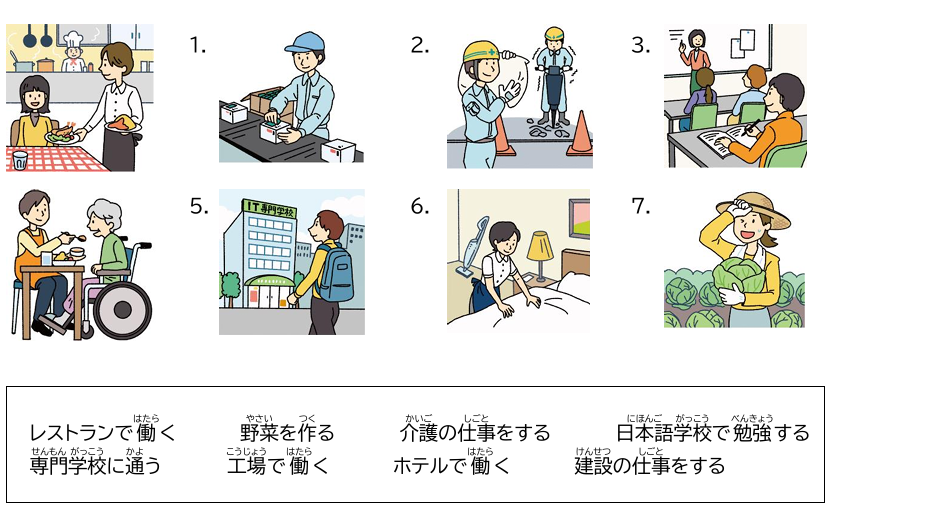 1.
2.
3.
5.
IT専門学校
6.
7.
はたら やさい つく かいご しごと にほんご がっこう べんきょう
レストランで働く 野菜を作る 介護の仕事をする 日本語学校で勉強する
せんもん がっこう かよ こうじょう はたら はたら けんせつ しごと
専門学校に通う 工場で働く ホテルで働く 建設の仕事をする